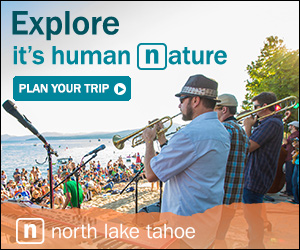 Explore
it's human nature
PLAN YOUR TRIP
n north lake tahoe